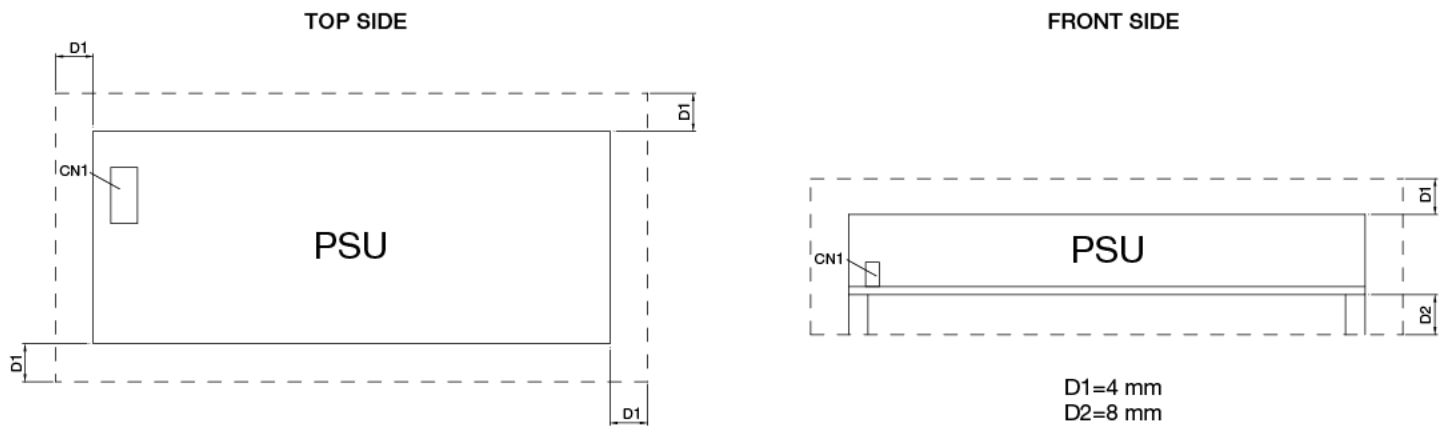 TOP SIDE
FRONT SIDE
D1
D1
CN1
PSU
D1
D1
D1
CN1
PSU
D2
D1=4 mm
D2=8 mm